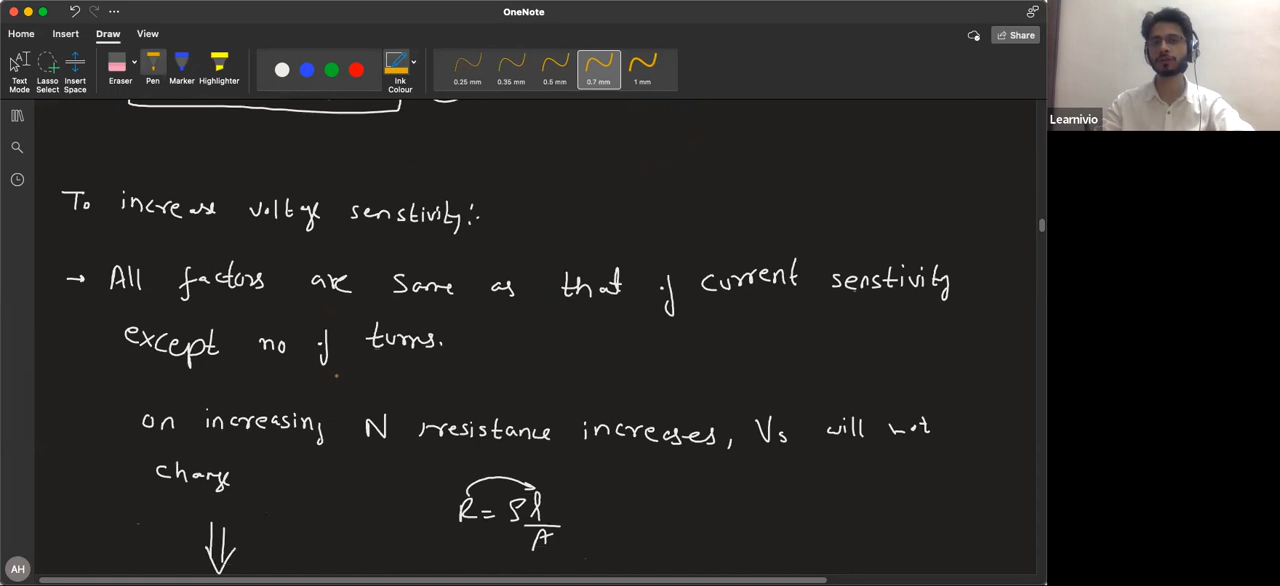 OneNote
Home Insert Draw View
Share
Text Mode
Lasso Select
Insert Space
Eraser
Pen
Marker
Highlighter
Ink Colour
0.25 mm
0.35 mm
0.5 mm
0.7 mm
1 mm
Learnivio
To increase voltage senstivity:-
→ All factors are same as that of current senstivity
except no of turns.
on increasing N resistance increases, Vs will not
change
R = ρ l
A
AH